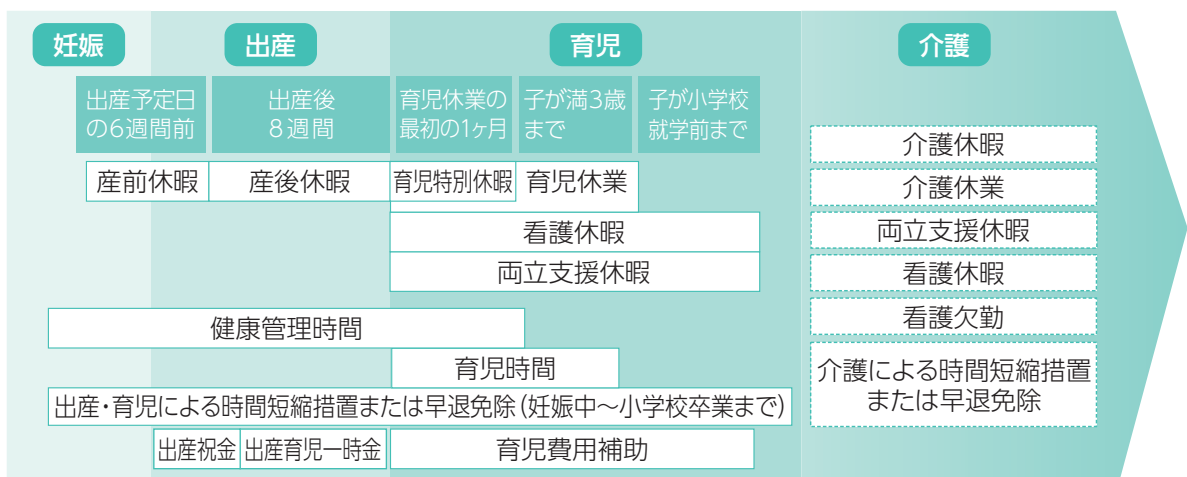 妊娠
出産
育児
介護
出産予定日
の6週間前
出産後
8週間
育児休業の
最初の1ヶ月
子が満3歳
まで
子が小学校
就学前まで
産前休暇
産後休暇
育児特別休暇
育児休業
看護休暇
両立支援休暇
健康管理時間
育児時間
出産・育児による時間短縮措置または早退免除(妊娠中～小学校卒業まで)
出産祝金
出産育児一時金
育児費用補助
介護休暇
介護休業
両立支援休暇
看護休暇
看護欠勤
介護による時間短縮措置
または早退免除